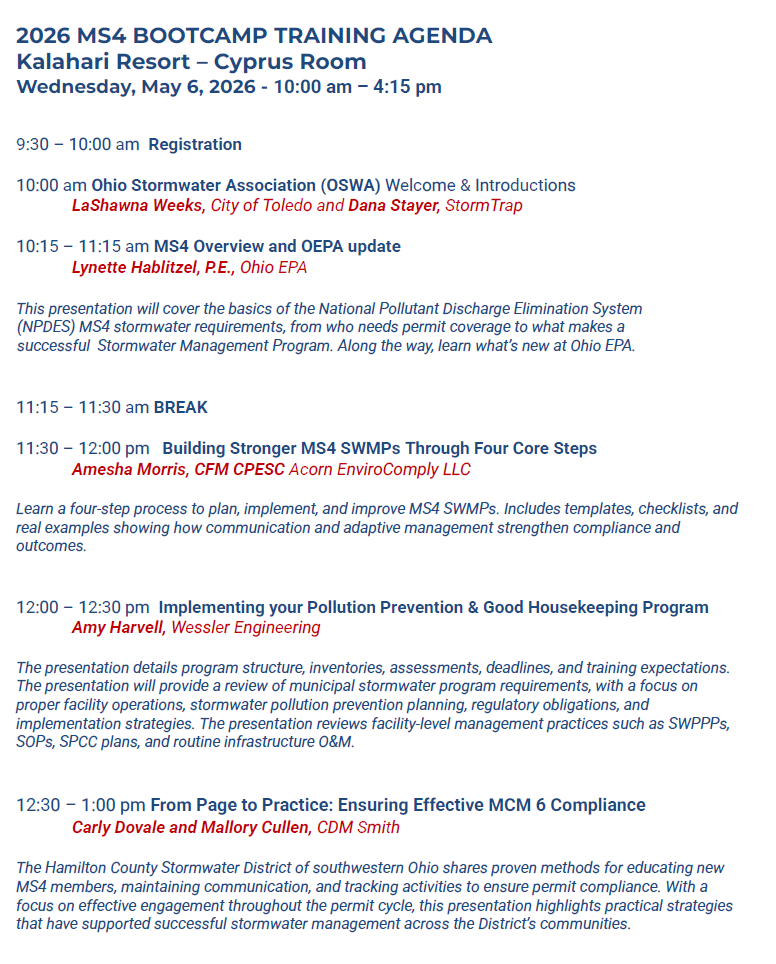 2026 MS4 BOOTCAMP TRAINING AGENDA
Kalahari Resort – Cyprus Room
Wednesday, May 6, 2026 - 10:00 am – 4:15 pm
9:30 – 10:00 am Registration
10:00 am Ohio Stormwater Association (OSWA) Welcome & Introductions
LaShawna Weeks, City of Toledo and Dana Stayer, StormTrap
10:15 – 11:15 am MS4 Overview and OEPA update
Lynette Hablitzel, P.E., Ohio EPA
This presentation will cover the basics of the National Pollutant Discharge Elimination System
(NPDES) MS4 stormwater requirements, from who needs permit coverage to what makes a
successful Stormwater Management Program. Along the way, learn what's new at Ohio EPA.
11:15 – 11:30 am BREAK
11:30 – 12:00 pm Building Stronger MS4 SWMPs Through Four Core Steps
Amesha Morris, CFM CPESC Acorn EnviroComply LLC
Learn a four-step process to plan, implement, and improve MS4 SWMPs. Includes templates, checklists, and
real examples showing how communication and adaptive management strengthen compliance and
outcomes.
12:00 – 12:30 pm Implementing your Pollution Prevention & Good Housekeeping Program
Amy Harvell, Wessler Engineering
The presentation details program structure, inventories, assessments, deadlines, and training expectations.
The presentation will provide a review of municipal stormwater program requirements, with a focus on
proper facility operations, stormwater pollution prevention planning, regulatory obligations, and
implementation strategies. The presentation reviews facility-level management practices such as SWPPPs,
SOPs, SPCC plans, and routine infrastructure O&M.
12:30 – 1:00 pm From Page to Practice: Ensuring Effective MCM 6 Compliance
Carly Dovale and Mallory Cullen, CDM Smith
The Hamilton County Stormwater District of southwestern Ohio shares proven methods for educating new
MS4 members, maintaining communication, and tracking activities to ensure permit compliance. With a
focus on effective engagement throughout the permit cycle, this presentation highlights practical strategies
that have supported successful stormwater management across the District's communities.